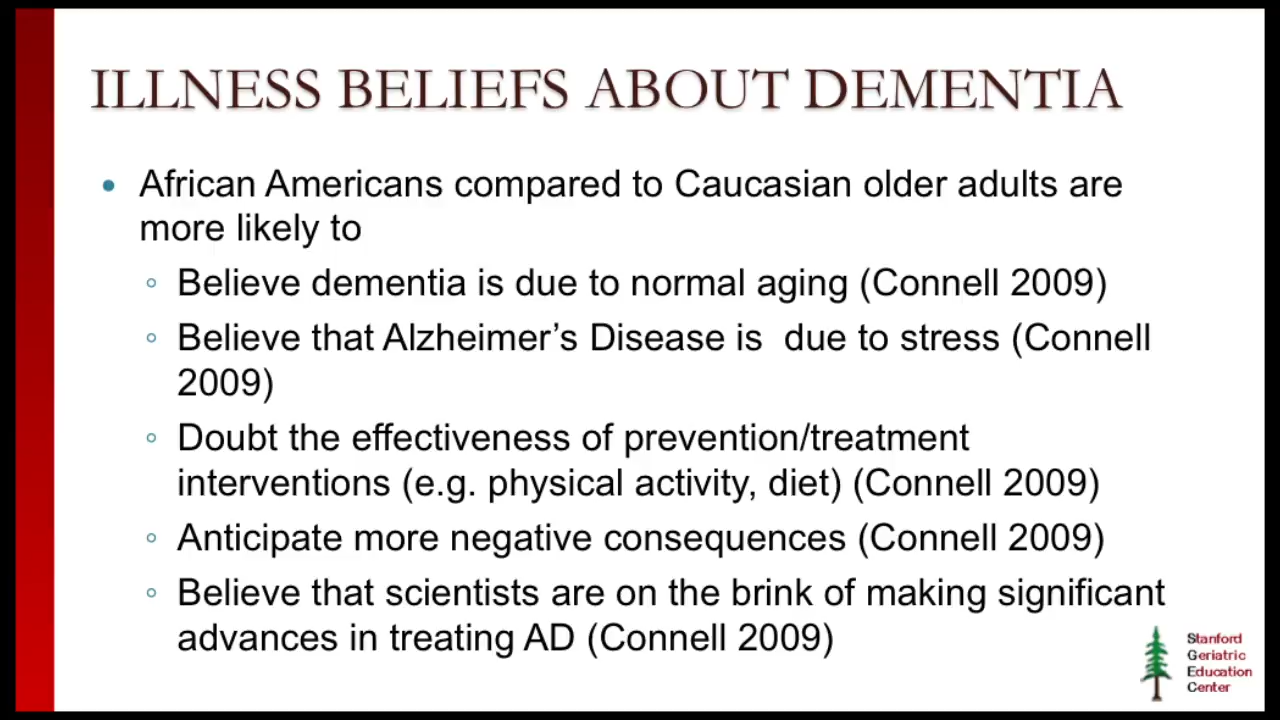 ILLNESS BELIEFS ABOUT DEMENTIA
• African Americans compared to Caucasian older adults are
more likely to
◦ Believe dementia is due to normal aging (Connell 2009)
◦ Believe that Alzheimer’s Disease is  due to stress (Connell
2009)
◦ Doubt the effectiveness of prevention/treatment
interventions (e.g. physical activity, diet) (Connell 2009)
◦ Anticipate more negative consequences (Connell 2009)
◦ Believe that scientists are on the brink of making significant
advances in treating AD (Connell 2009)
Stanford
Geriatric
Education
Center